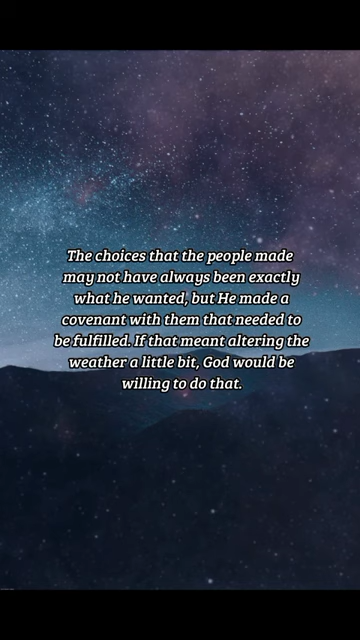 The choices that the people made
may not have always been exactly
what he wanted, but He made a
covenant with them that needed to
be fulfilled. If that meant altering the
weather a little bit, God would be
willing to do that.